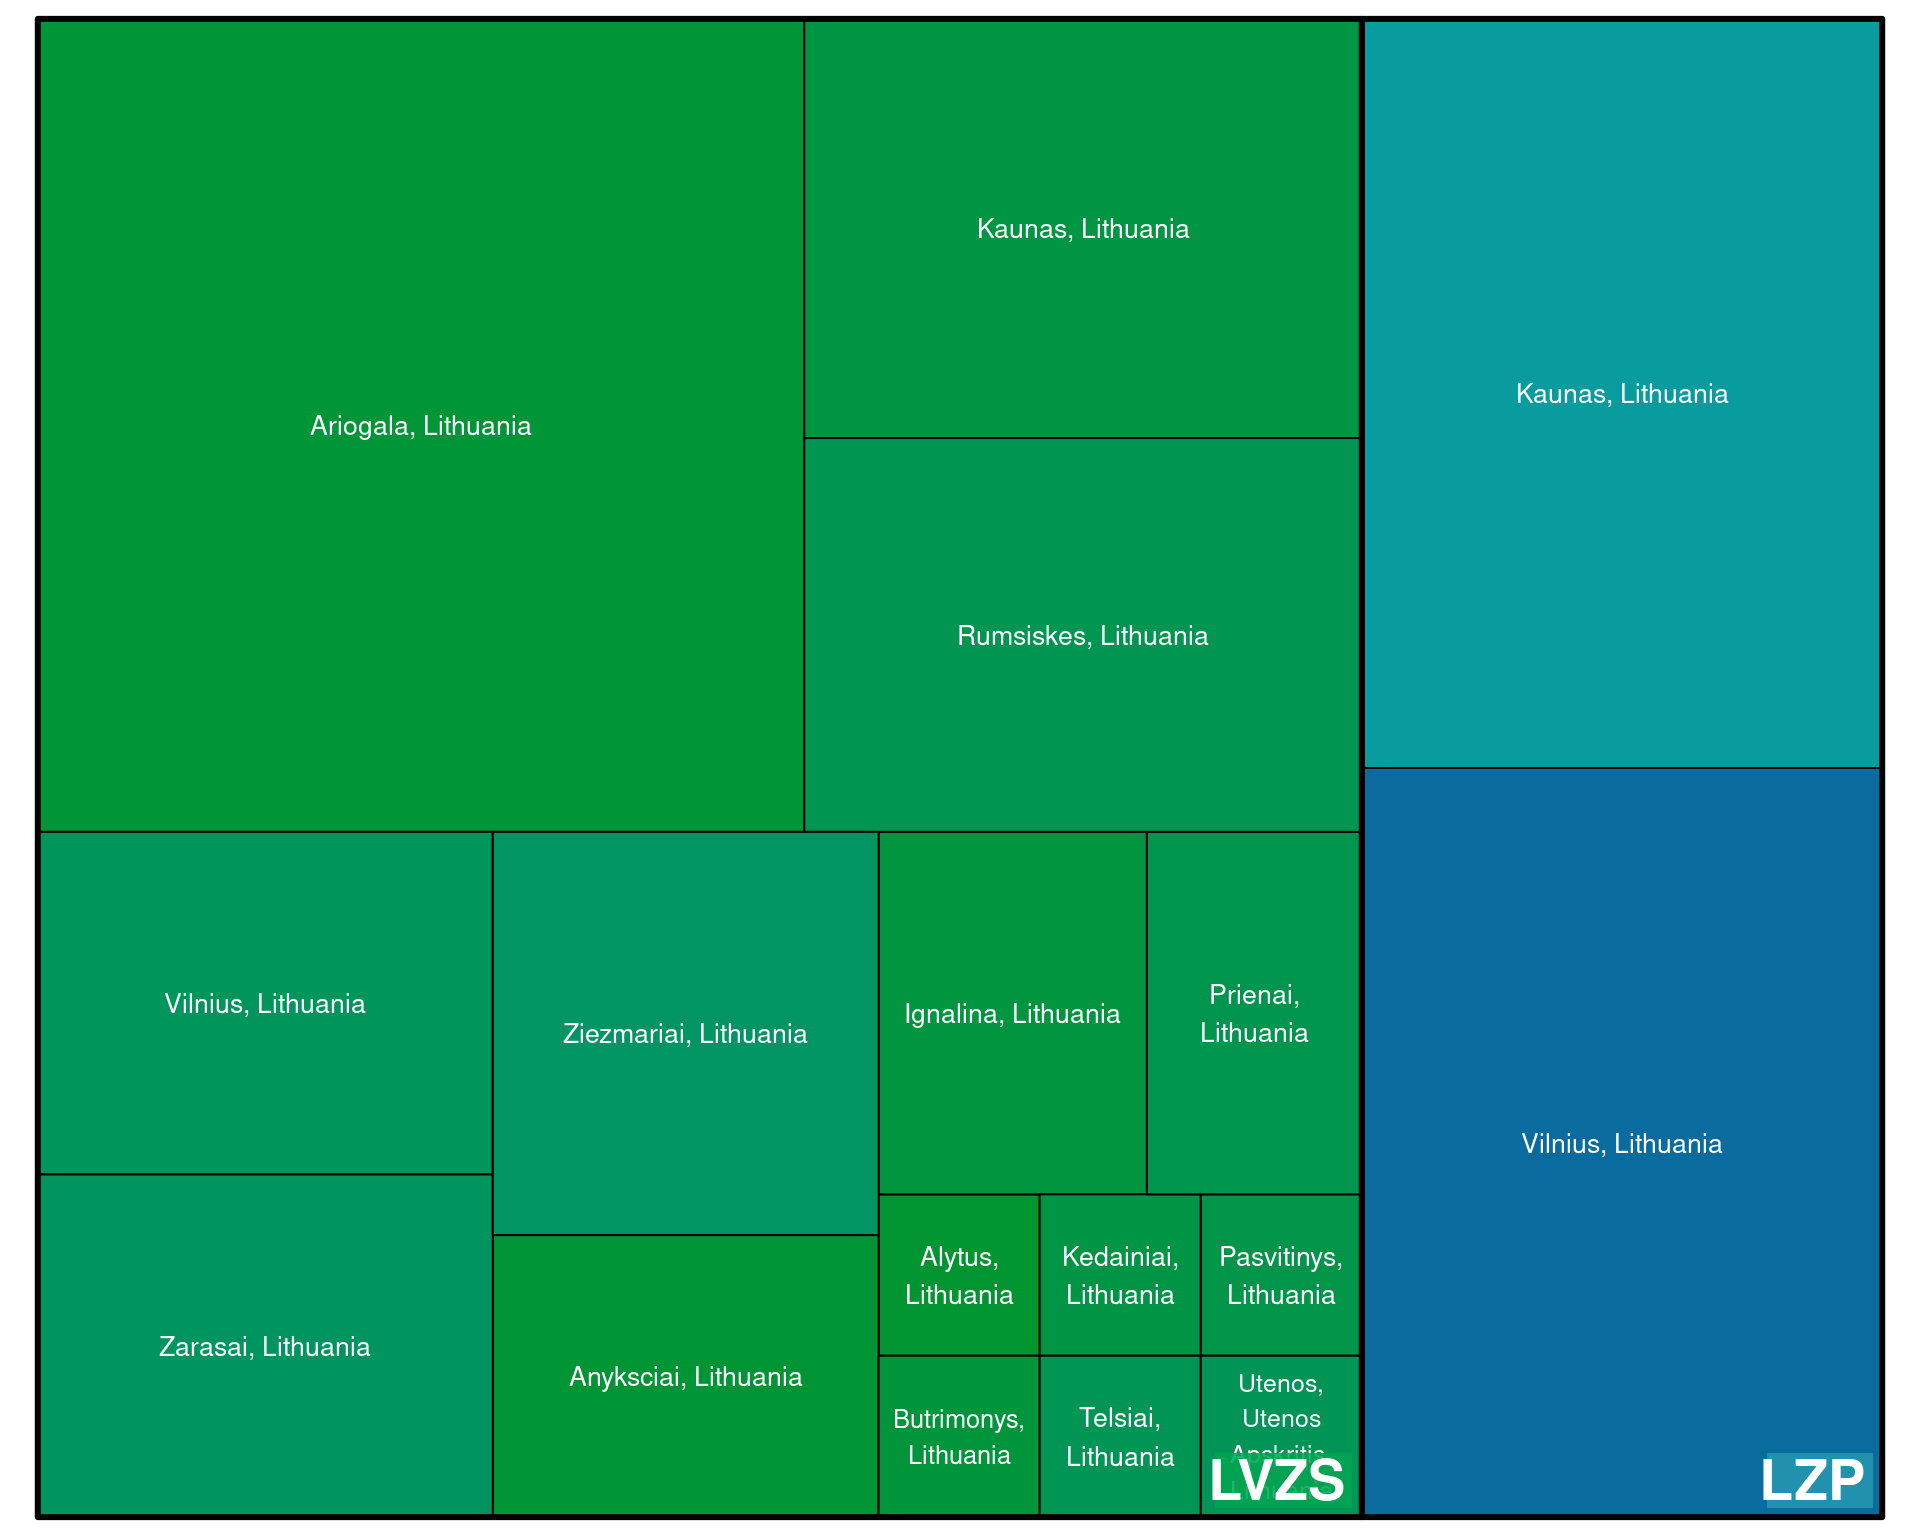 Ariogala, Lithuania
Kaunas, Lithuania
Rumsiskes, Lithuania
Vilnius, Lithuania
Zarasai, Lithuania
Ziezmariai, Lithuania
Anyksciai, Lithuania
Ignalina, Lithuania
Prienai,
Lithuania
Alytus,
Lithuania
Kedainiai,
Lithuania
Pasvitinys,
Lithuania
Butrimonys,
Lithuania
Telsiai,
Lithuania
Utenos,
Utenos
Apskritis,
LVZS
Kaunas, Lithuania
Vilnius, Lithuania
LZP